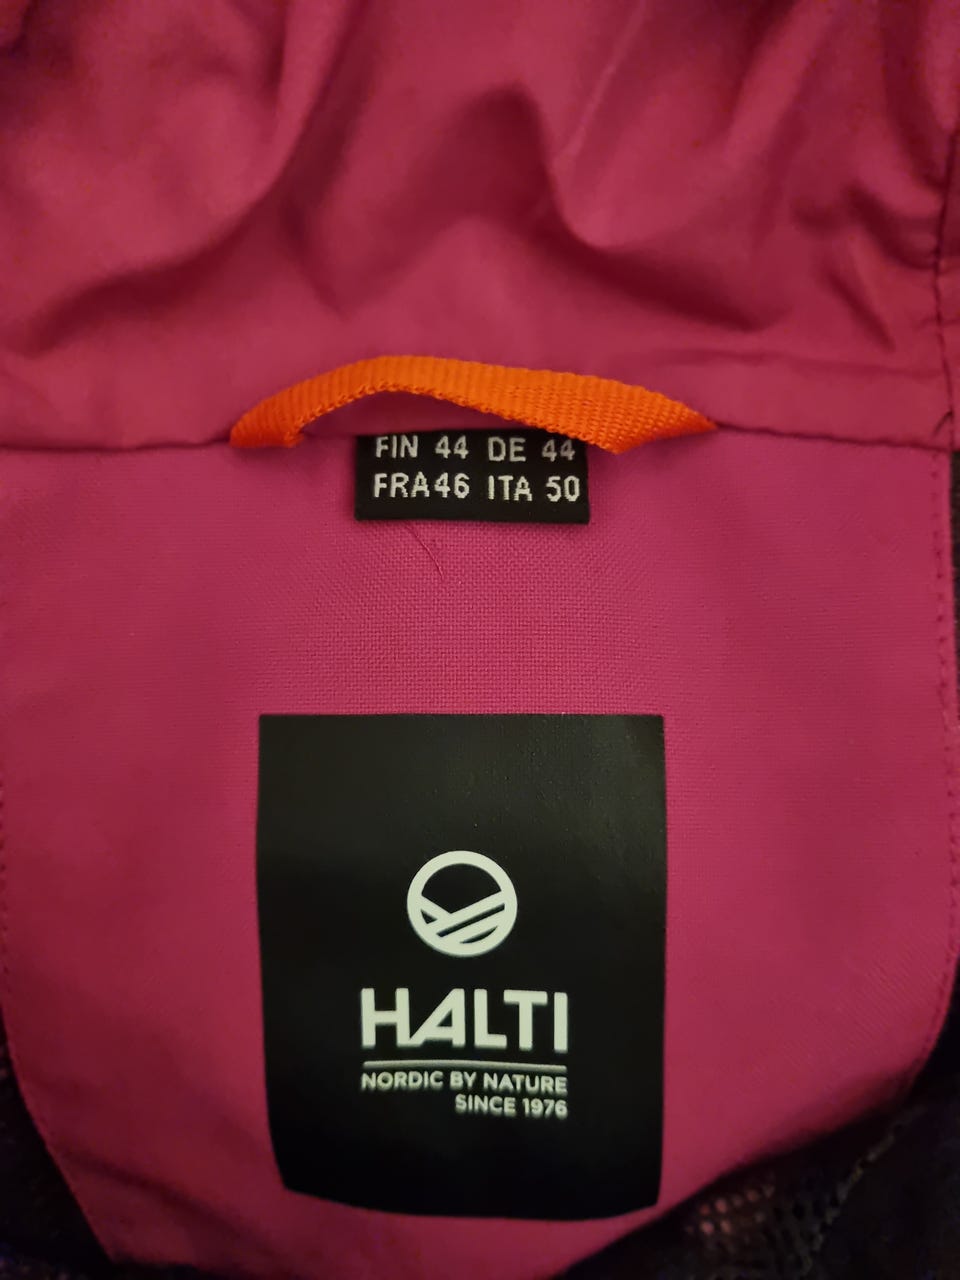 FIN 44 DE 44
FRA46 ITA 50
HALTI
NORDIC BY NATURE
SINCE 1976